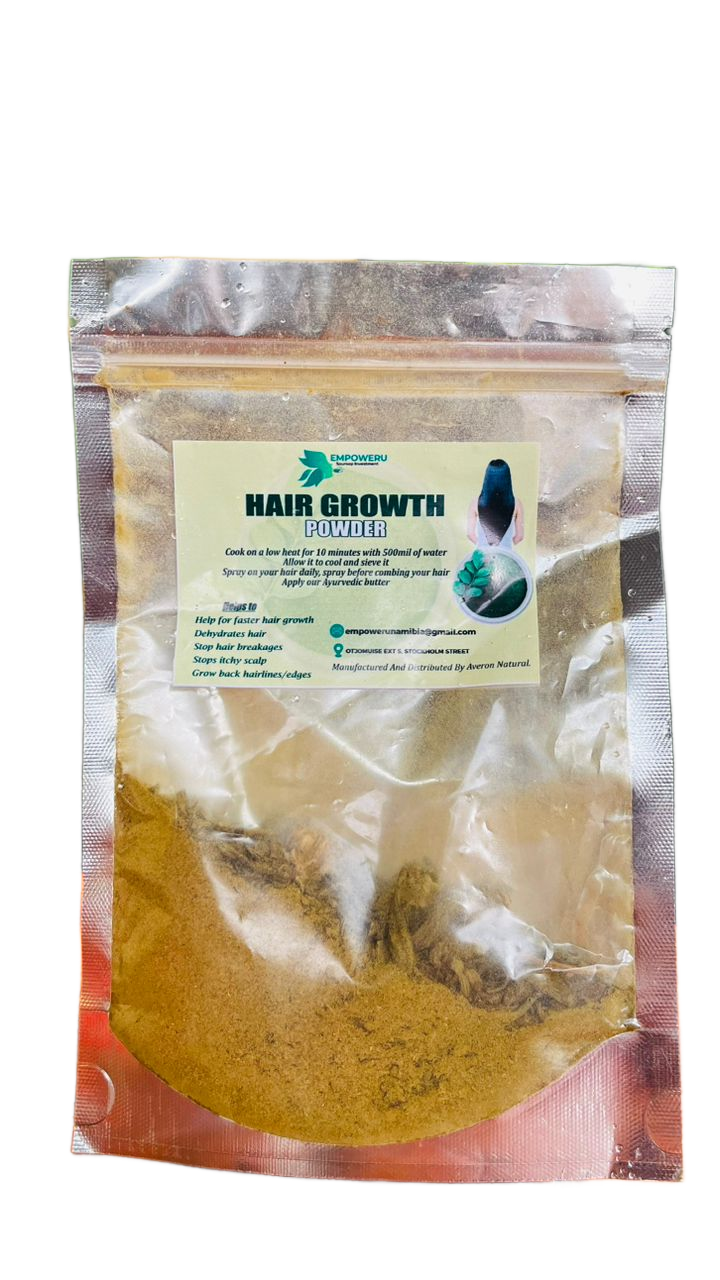 EMPOWERU
Soursop Investment
HAIR GROWTH
POWDER
Cook on a low heat for 10 minutes with 500mil of water
Allow it to cool and sieve it
Spray on your hair daily, spray before combing your hair
Apply our Ayurvedic butter
Helps to
Help for faster hair growth
Dehydrates hair
Stop hair breakages
Stops itchy scalp
Grow back hairlines/edges
empowerunamibia@gmail.com
OTJOMUISE EXT 5, STOCKHOLM STREET
Manufactured And Distributed By Averon Natural.